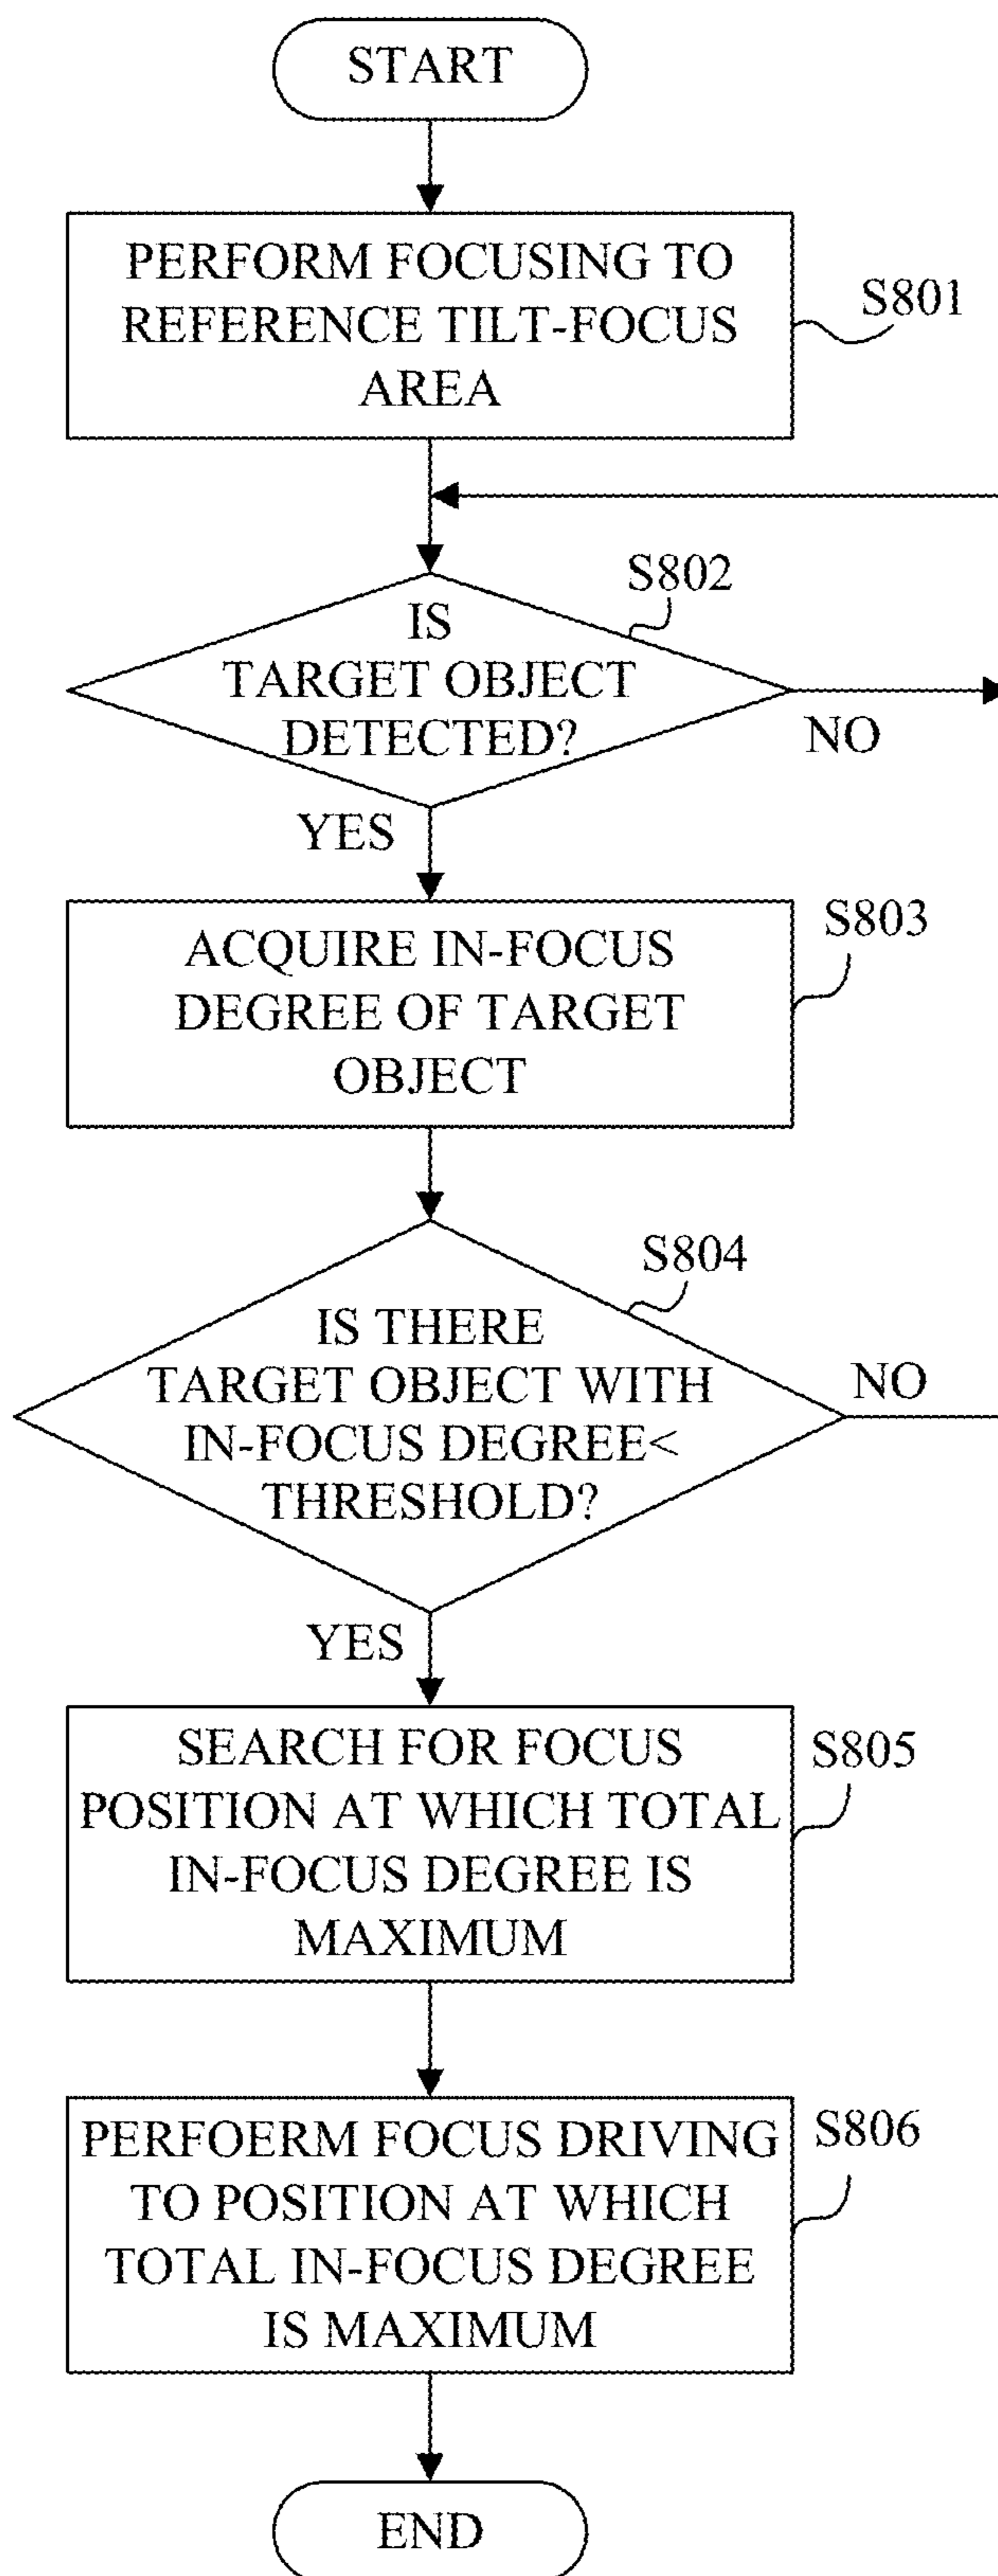 START
PERFORM FOCUSING TO
REFERENCE TILT-FOCUS
AREA
S801
S802
IS
TARGET OBJECT
DETECTED?
NO
YES
ACQUIRE IN-FOCUS
DEGREE OF TARGET
OBJECT
S803
S804
IS THERE
TARGET OBJECT WITH
IN-FOCUS DEGREE<
THRESHOLD?
NO
YES
SEARCH FOR FOCUS
POSITION AT WHICH TOTAL
IN-FOCUS DEGREE IS
MAXIMUM
S805
PERFOERM FOCUS DRIVING
TO POSITION AT WHICH
TOTAL IN-FOCUS DEGREE
IS MAXIMUM
S806
END